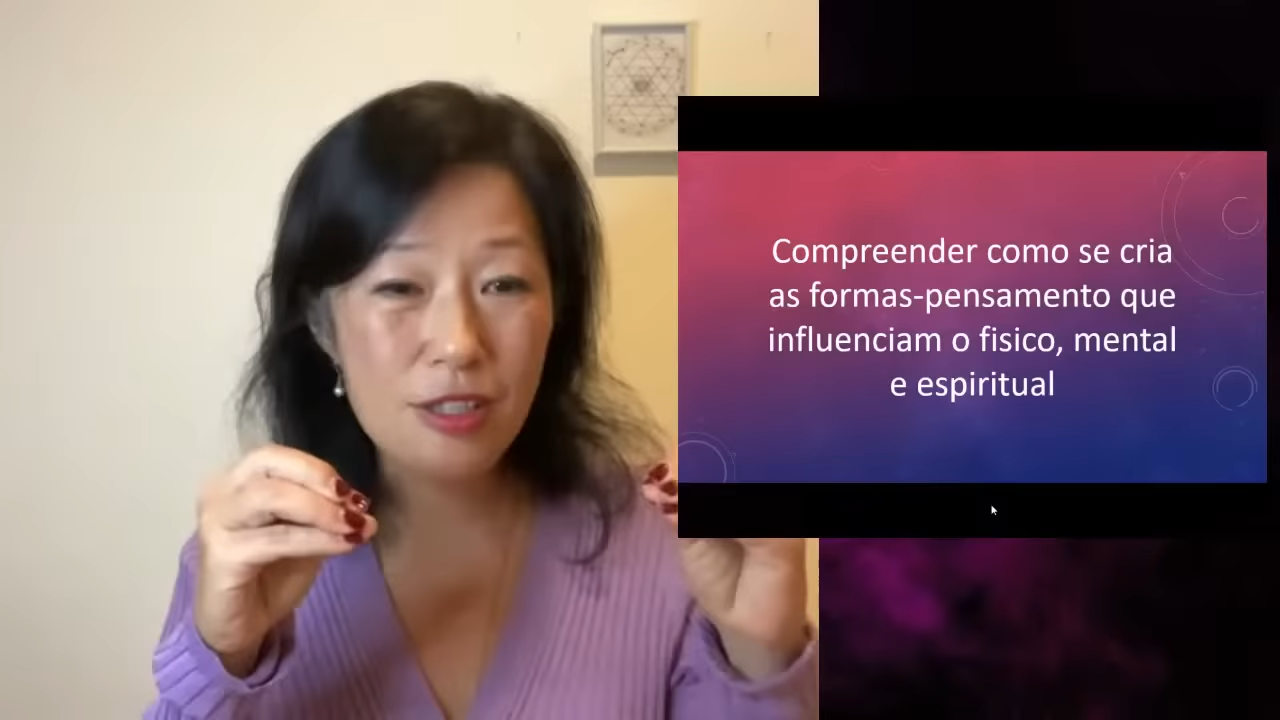 Compreender como se cria
as formas-pensamento que
influenciam o fisico, mental
e espiritual